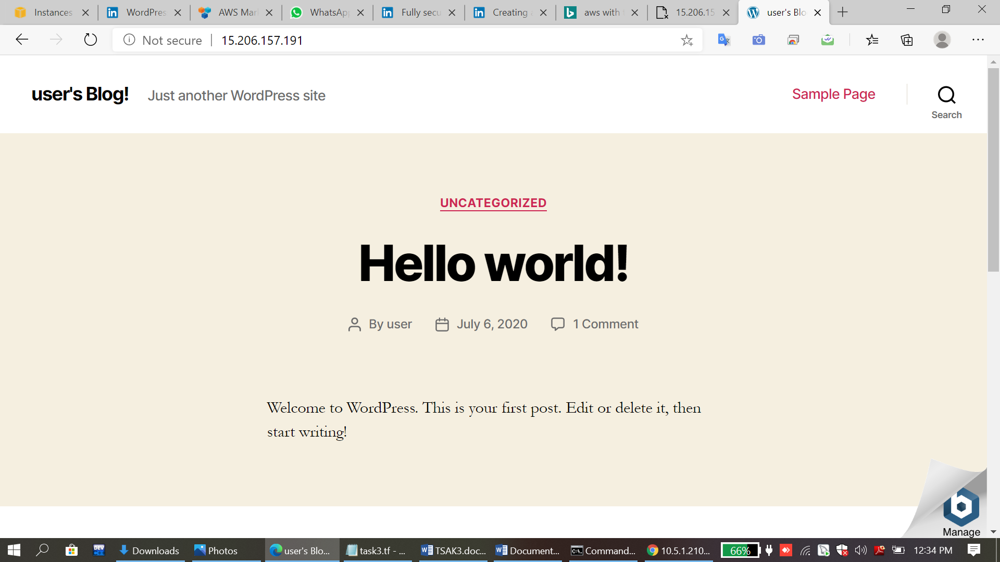 Instances
WordPres
AWS Mar
WhatsAp
Fully secu
Creating a
aws with t
15.206.15
user's Blo
Not secure
15.206.157.191
user's Blog!
Just another WordPress site
Sample Page
Search
UNCATEGORIZED
Hello world!
By user
July 6, 2020
1 Comment
Welcome to WordPress. This is your first post. Edit or delete it, then
start writing!
Manage
DEV
Downloads
Photos
user's Blo...
task3.tf - ...
TSAK3.doc...
Document...
Command...
10.5.1.210...
66%
12:34 PM